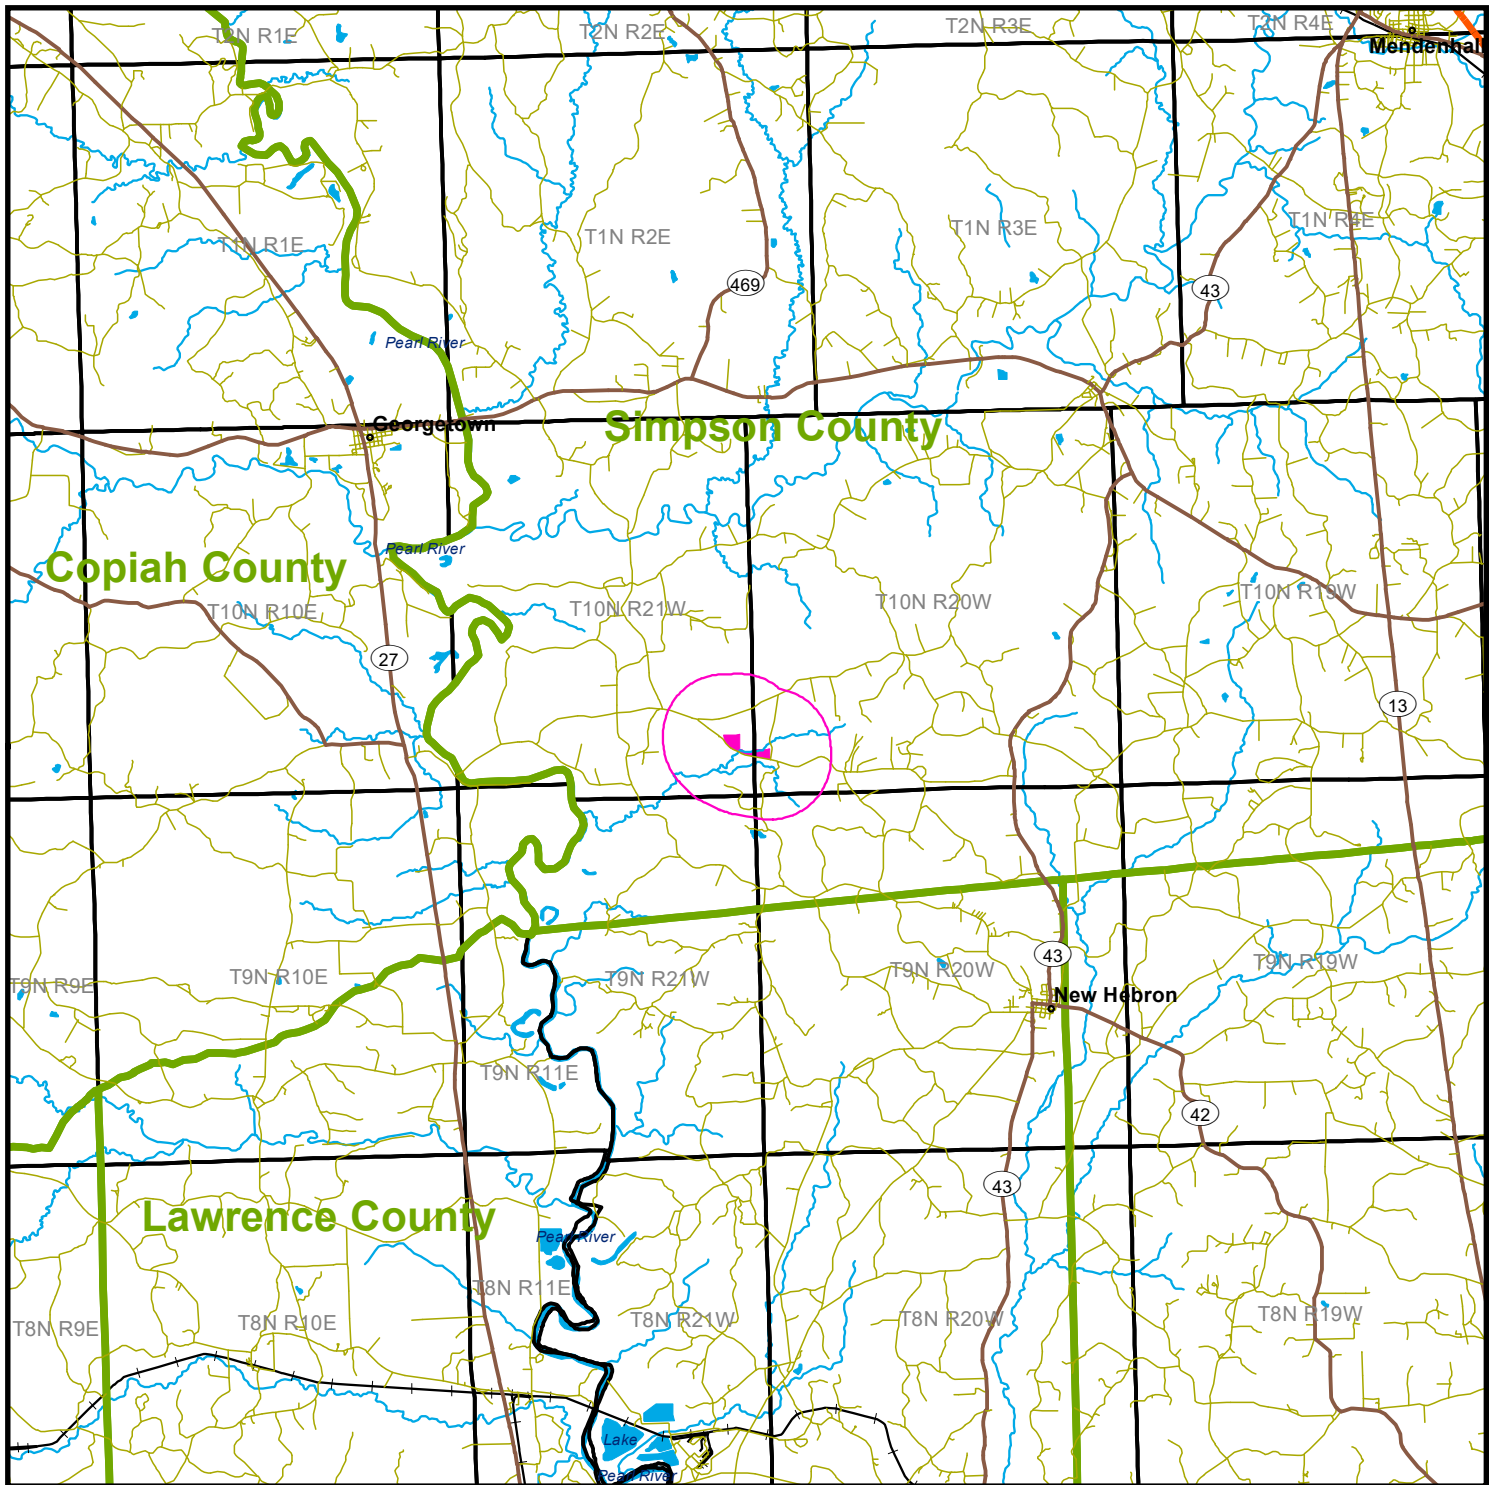 T2N R1E
T2N R2E
T2N R3E
T2N R4E
Mendenhall
T1N R1E
T1N R2E
T1N R3E
T1N R4E
469
43
Pearl River
Georgetown
Simpson County
Pearl River
Copiah County
T10N R10E
T10N R21W
T10N R20W
T10N R19W
27
13
T9N R9E
T9N R10E
T9N R21W
T9N R20W
T9N R19W
43
New Hebron
T9N R11E
42
43
Lawrence County
Pearl River
T8N R11E
T8N R9E
T8N R10E
T8N R21W
T8N R20W
T8N R19W
Lake
Pearl River